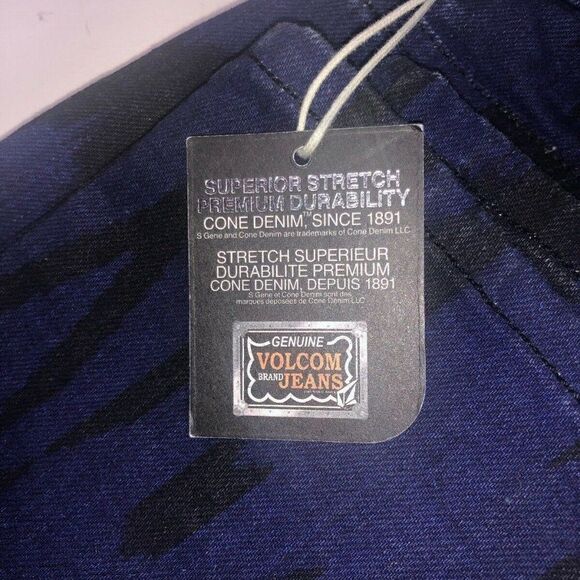 SUPERIOR STRETCH
PREMIUM DURABILITY
CONE DENIM,™ SINCE 1891
S Gene and Cone Denim are trademarks of Cone Denim LLC
STRETCH SUPERIEUR
DURABILITE PREMIUM
CONE DENIM, DEPUIS 1891
S Gene et Cone Denim sont des
marques deposées de Cone Denim LLC
GENUINE
VOLCOM
BRAND JEANS